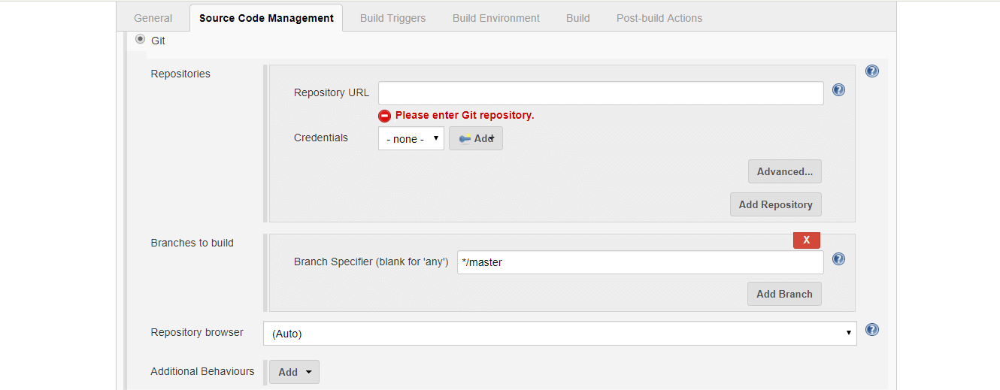 General Source Code Management Build Triggers Build Environment Build Post-build Actions
Git
Repositories
Repository URL
Please enter Git repository.
Credentials - none - Add
Advanced...
Add Repository
Branches to build X
Branch Specifier (blank for 'any') */master
Add Branch
Repository browser (Auto)
Additional Behaviours Add